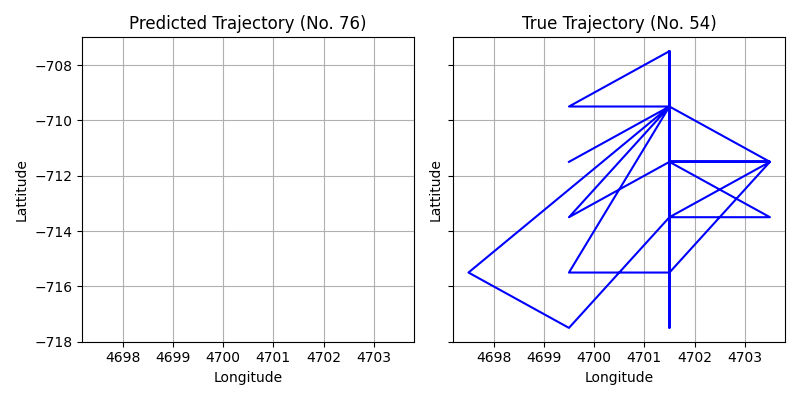 Predicted Trajectory (No. 76)
True Trajectory (No. 54)
Lattitude
−708
−710
−712
−714
−716
−718
4698 4699 4700 4701 4702 4703
Longitude
Lattitude
4698 4699 4700 4701 4702 4703
Longitude